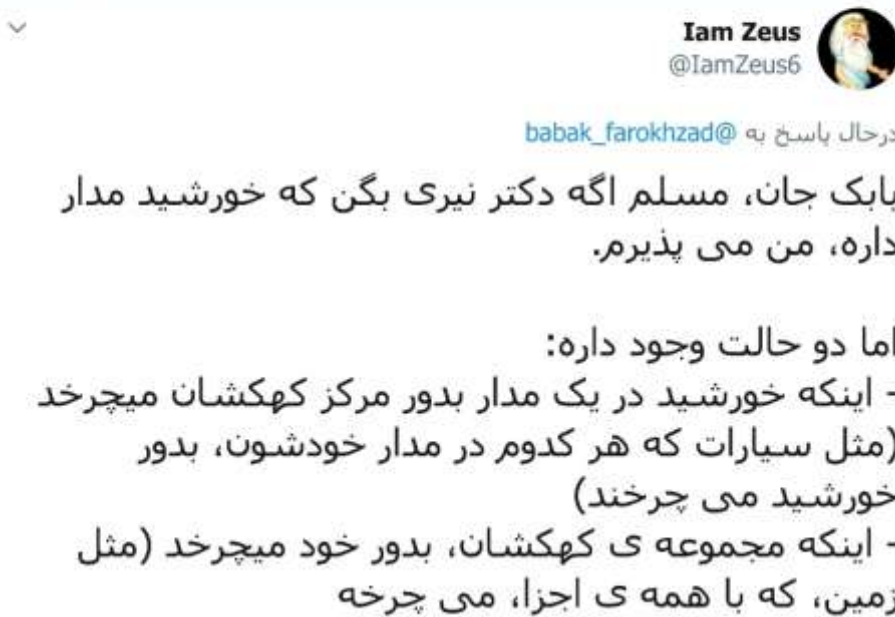 Iam Zeus
@IamZeus6
درحال پاسخ به @babak_farokhzad
بابک جان، مسلم اگه دکتر نیری بگن که خورشید مدار
داره، من می پذیرم.
اما دو حالت وجود داره:
- اینکه خورشید در یک مدار بدور مرکز کهکشان میچرخد
(مثل سیارات که هر کدوم در مدار خودشون، بدور
خورشید می چرخند)
- اینکه مجموعه ی کهکشان، بدور خود میچرخد (مثل
زمین، که با همه ی اجزا، می چرخه